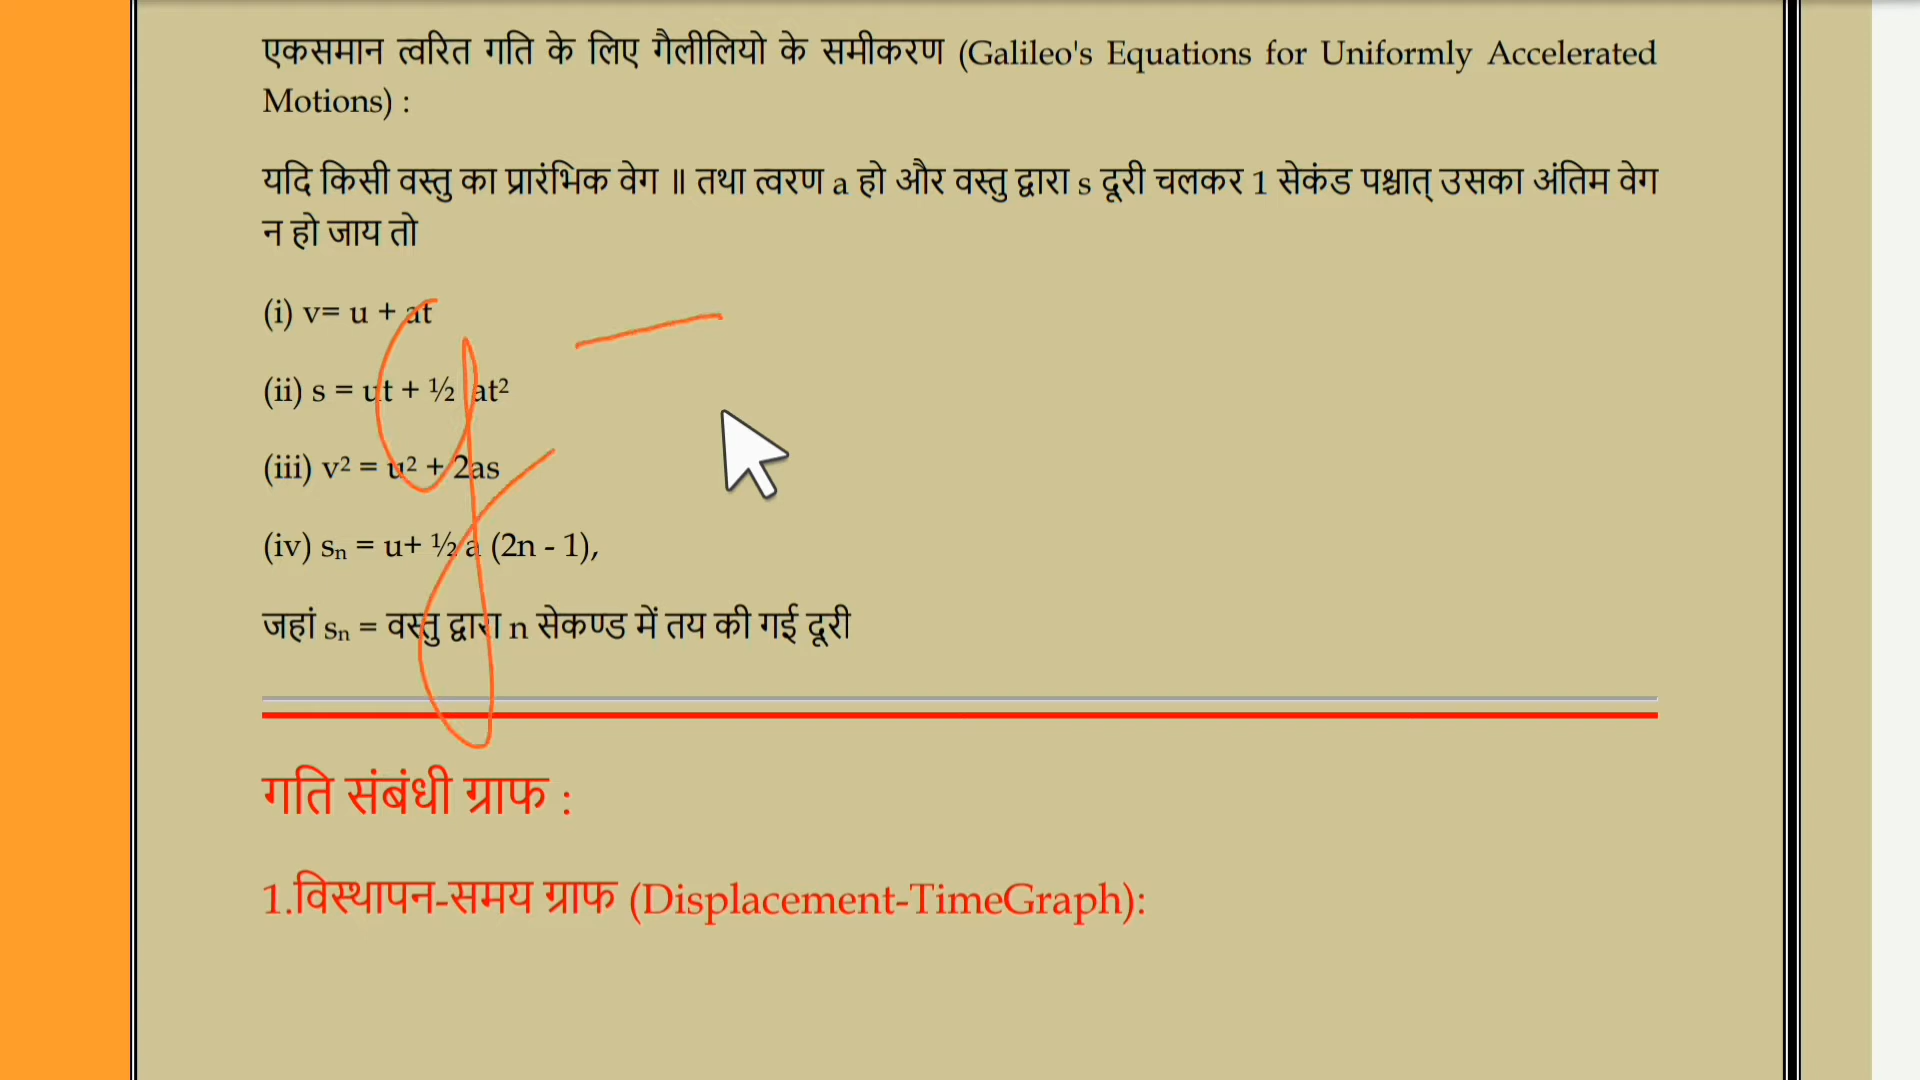 एकसमान त्वरित गति के लिए गैलीलियो के समीकरण (Galileo's Equations for Uniformly Accelerated
Motions) :
यदि किसी वस्तु का प्रारंभिक वेग ॥ तथा त्वरण a हो और वस्तु द्वारा s दूरी चलकर 1 सेकंड पश्चात् उसका अंतिम वेग
न हो जाय तो
(i) v= u + at
(ii) s = ut + ½ at²
(iii) v² = u² + 2as
(iv) sₙ = u+ ½ a (2n - 1),
जहां sₙ = वस्तु द्वारा n सेकण्ड में तय की गई दूरी
गति संबंधी ग्राफ :
1.विस्थापन-समय ग्राफ (Displacement-TimeGraph):